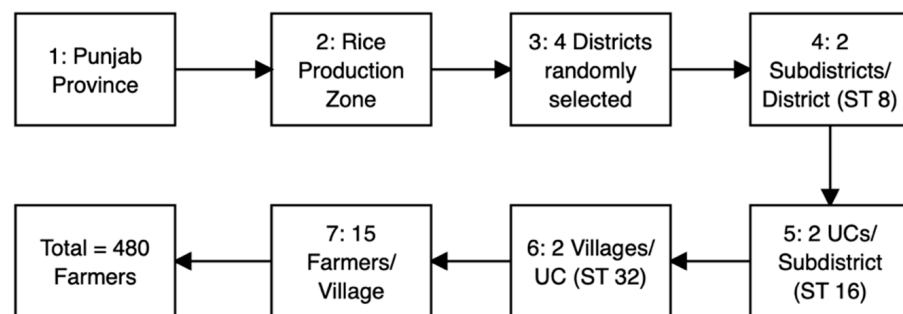 1: Punjab
Province
2: Rice
Production
Zone
3: 4 Districts
randomly
selected
4: 2
Subdistricts/
District (ST 8)
5: 2 UCs/
Subdistrict
(ST 16)
6: 2 Villages/
UC (ST 32)
7: 15
Farmers/
Village
Total = 480
Farmers